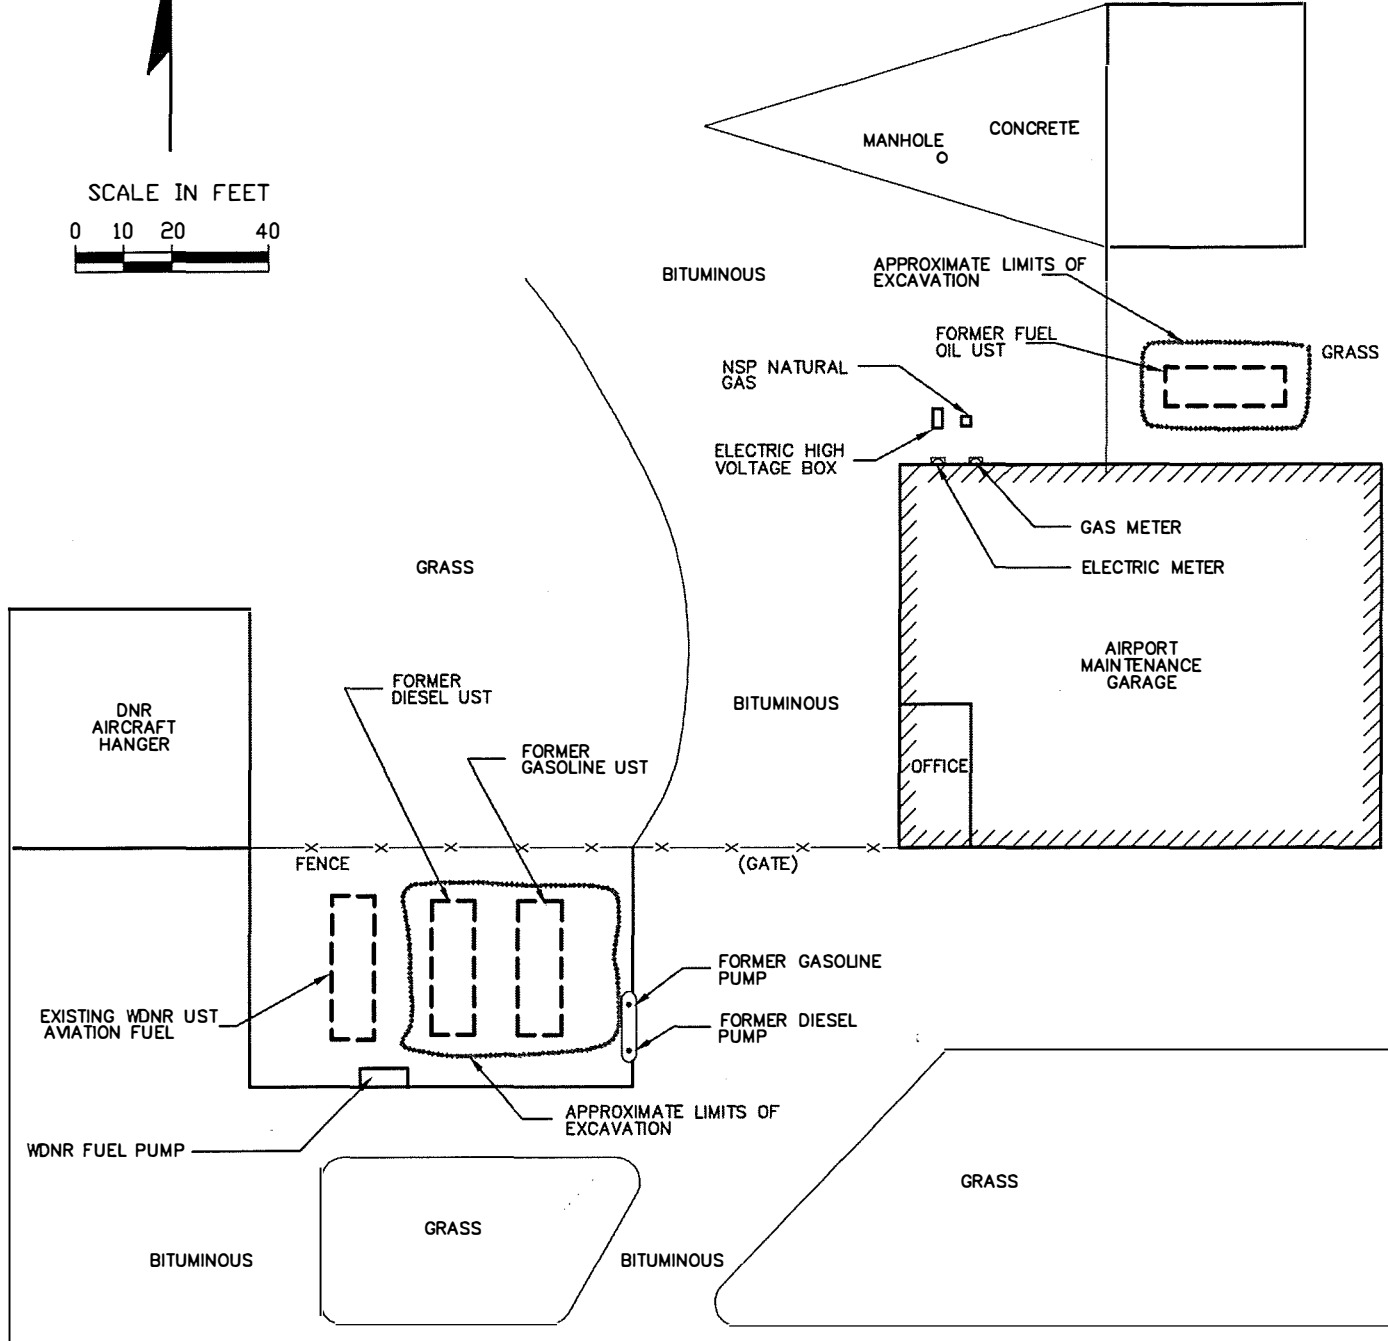 SCALE IN FEET
0 10 20 40
MANHOLE
CONCRETE
BITUMINOUS
APPROXIMATE LIMITS OF
EXCAVATION
FORMER FUEL
OIL UST
GRASS
NSP NATURAL
GAS
ELECTRIC HIGH
VOLTAGE BOX
GAS METER
ELECTRIC METER
GRASS
AIRPORT
MAINTENANCE
GARAGE
FORMER
DIESEL UST
BITUMINOUS
DNR
AIRCRAFT
HANGER
FORMER
GASOLINE UST
OFFICE
FENCE
(GATE)
FORMER GASOLINE
PUMP
EXISTING WDNR UST
AVIATION FUEL
FORMER DIESEL
PUMP
APPROXIMATE LIMITS OF
EXCAVATION
WDNR FUEL PUMP
GRASS
GRASS
BITUMINOUS
BITUMINOUS